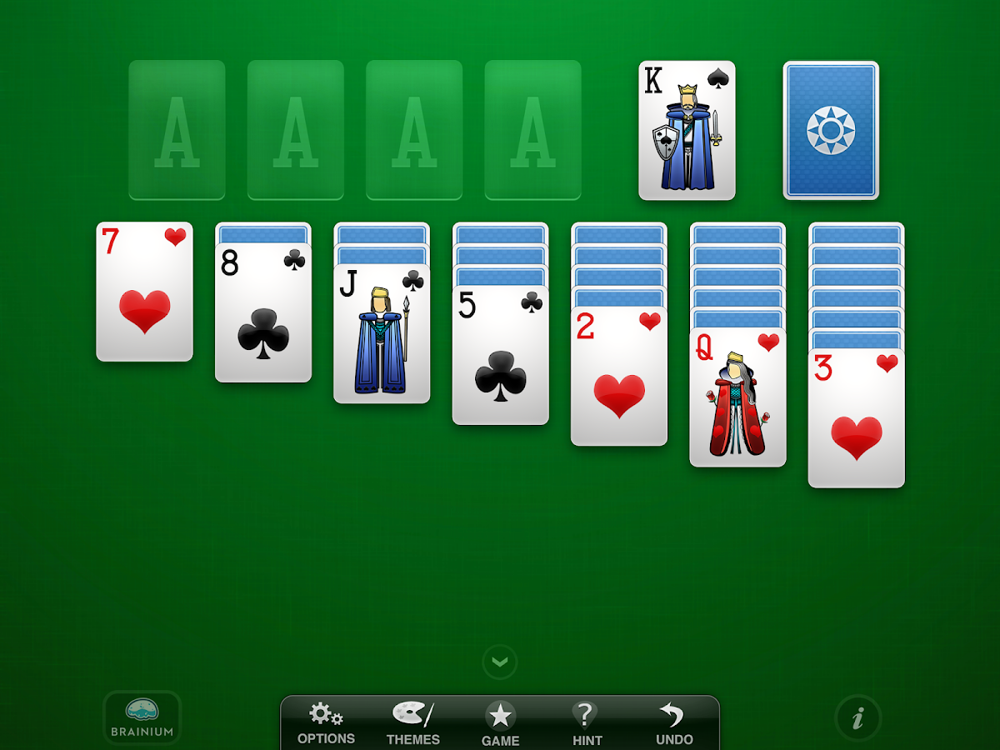 A A A A K
7 8 J 5 2 Q 3
BRAINIUM
OPTIONS THEMES GAME ? HINT UNDO i